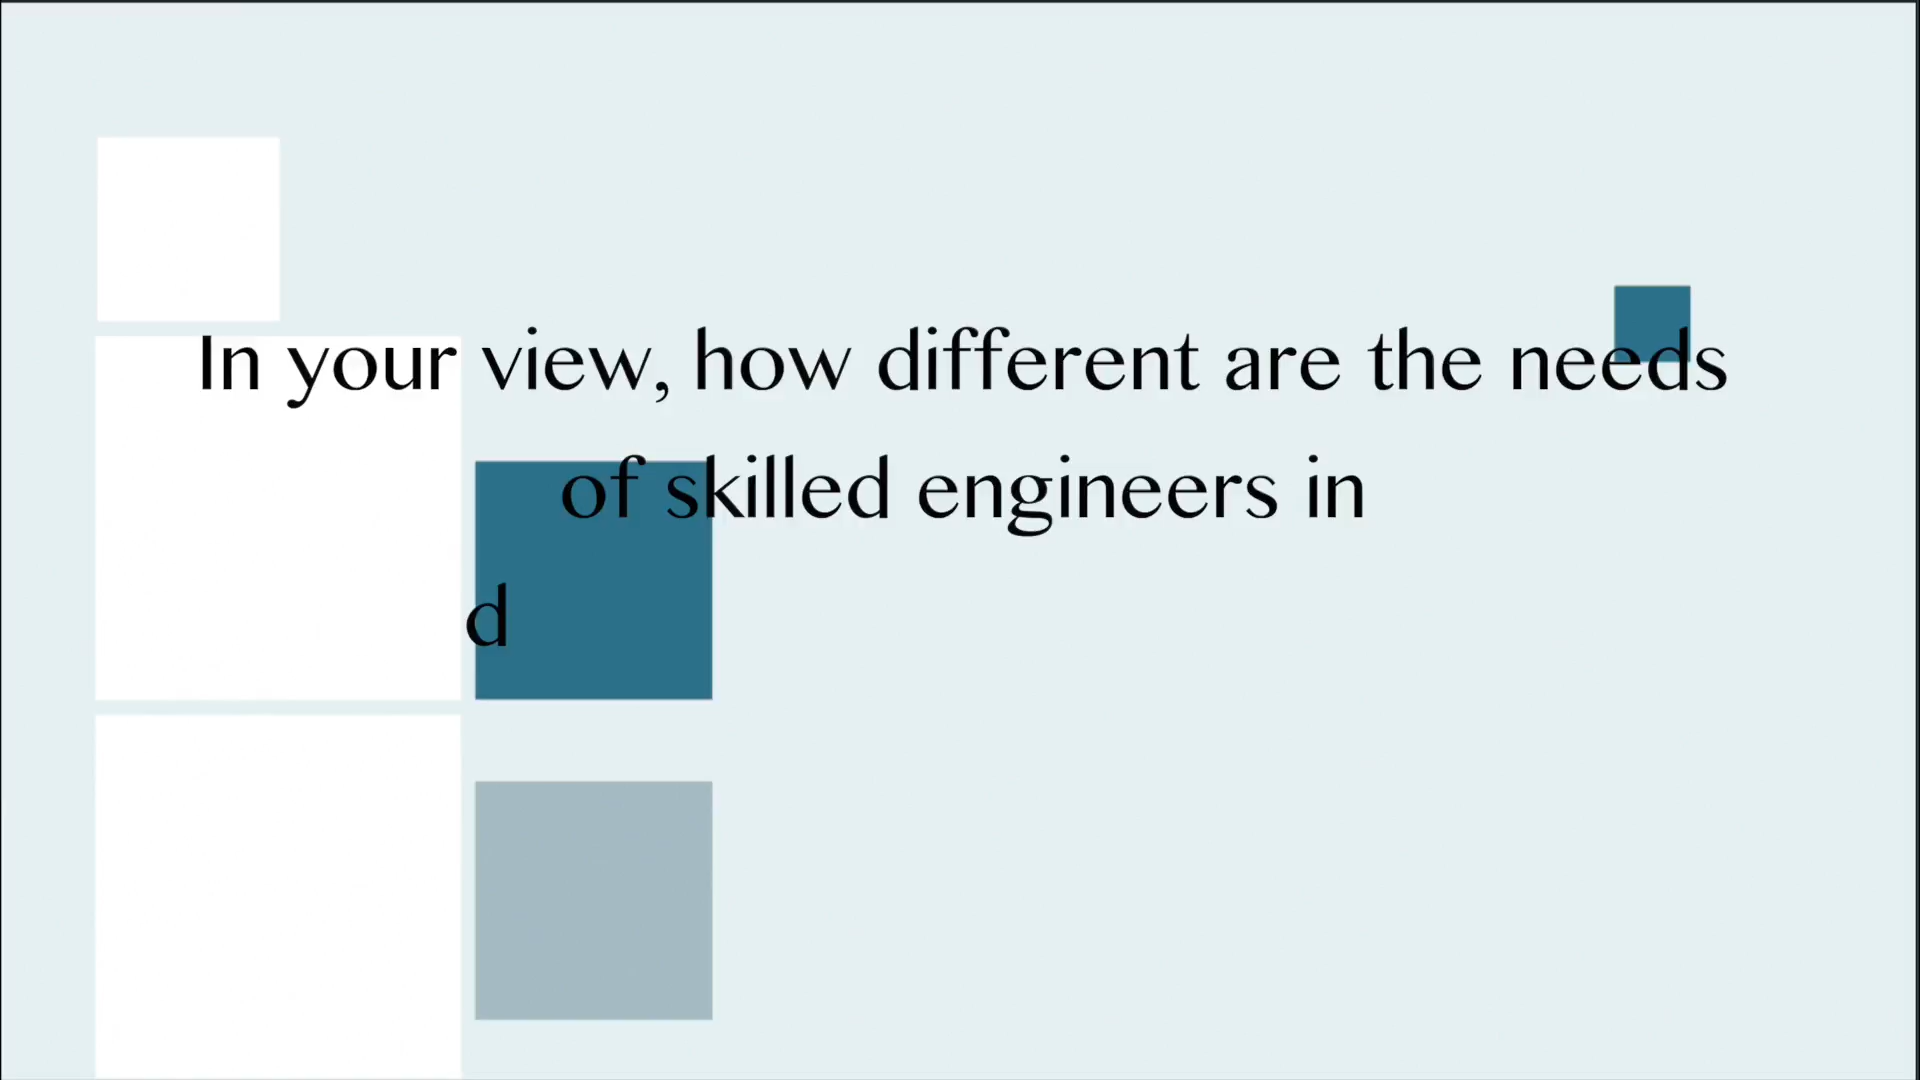 In your view, how different are the needs
of skilled engineers in
d